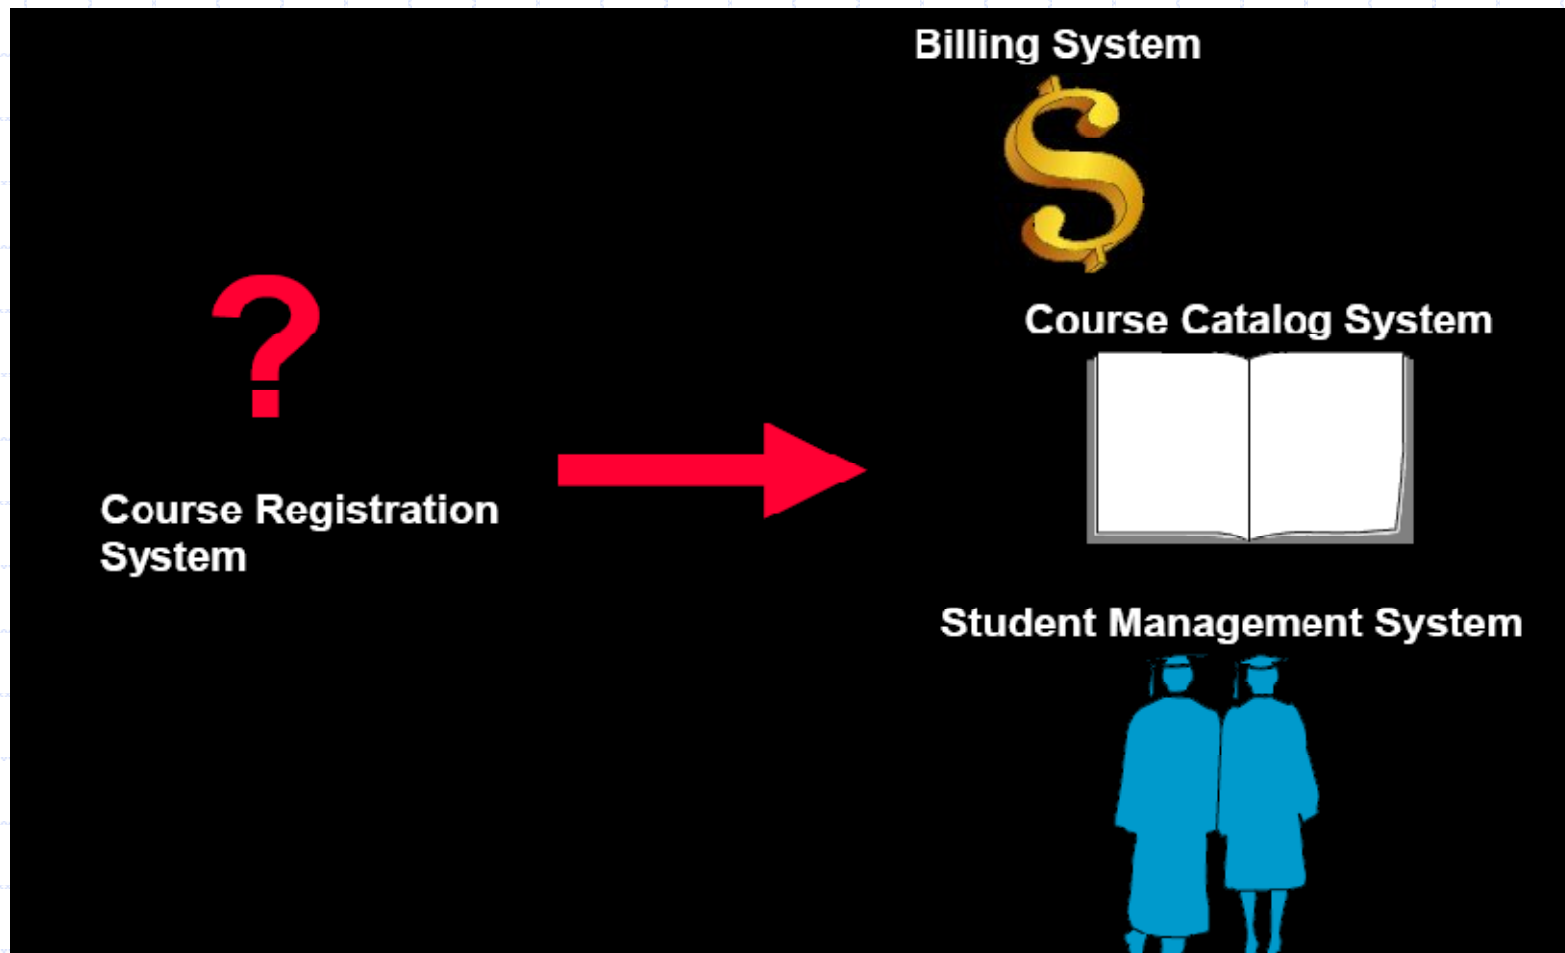 Billing System
$
?
Course Catalog System
Course Registration
System
Student Management System